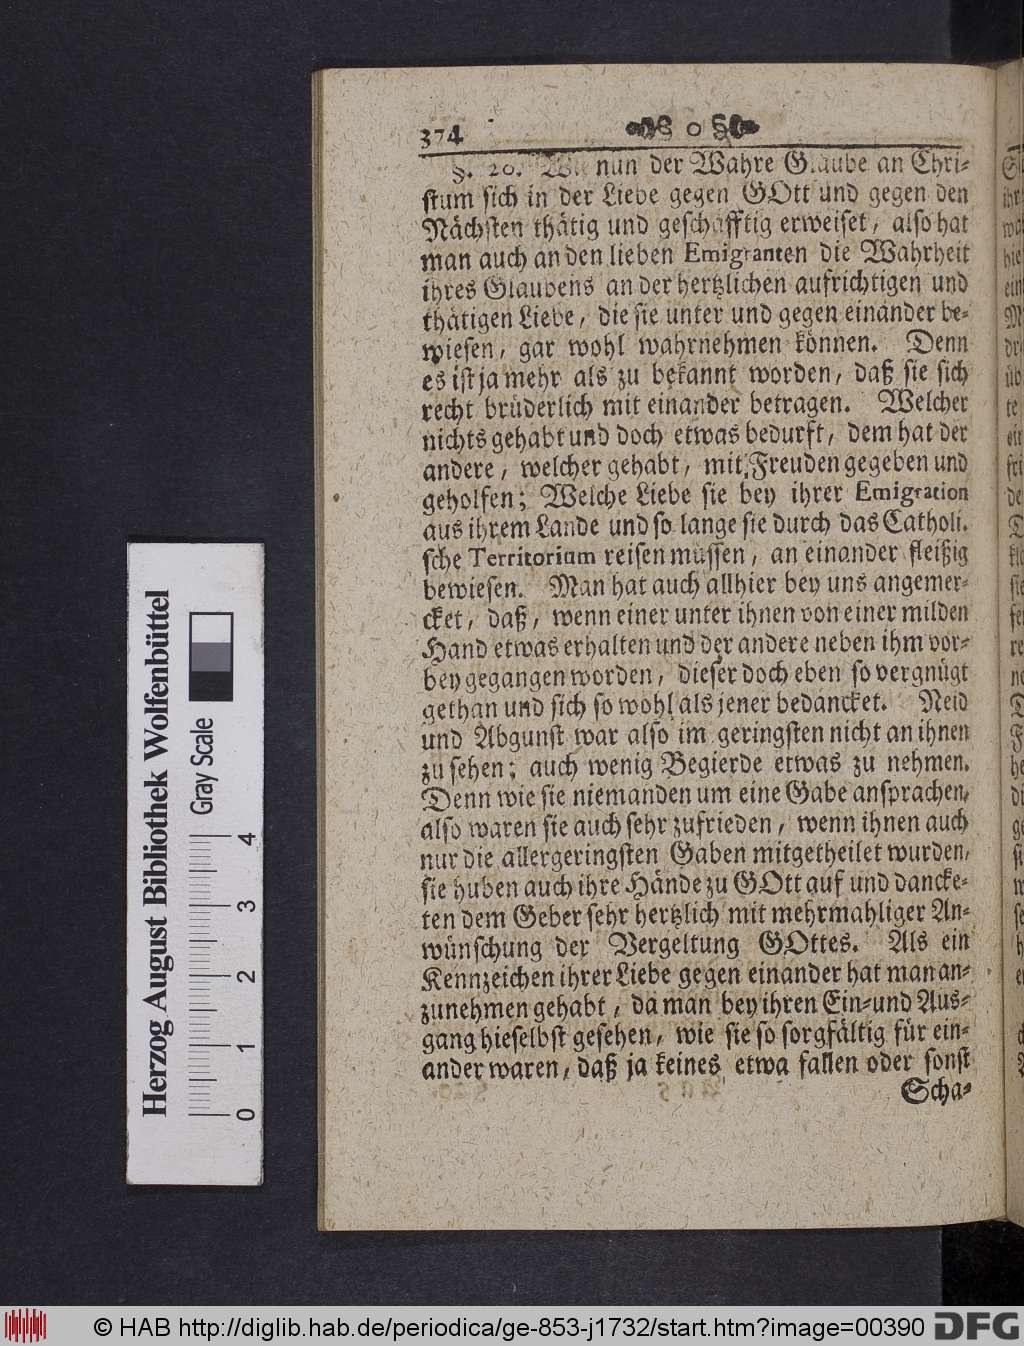 374 o
§. 20. Wie nun der Wahre Glaube an Chri-
stum sich in der Liebe gegen GOtt und gegen den
Nächsten thätig und geschäfftig erweiset, also hat
man auch an den lieben Emigranten die Wahrheit
ihres Glaubens an der hertzlichen aufrichtigen und
thätigen Liebe, die sie unter und gegen einander be-
wiesen, gar wohl wahrnehmen können. Denn
es ist ja mehr als zu bekannt worden, daß sie sich
recht brüderlich mit einander betragen. Welcher
nichts gehabt und doch etwas bedurft, dem hat der
andere, welcher gehabt, mit Freuden gegeben und
geholfen; Welche Liebe sie bey ihrer Emigration
aus ihrem Lande und so lange sie durch das Catholi-
sche Territorium reisen müssen, an einander fleißig
bewiesen. Man hat auch allhier bey uns angemer-
cket, daß, wenn einer unter ihnen von einer milden
Hand etwas erhalten und der andere neben ihm vor-
bey gegangen worden, dieser doch eben so vergnügt
gethan und sich so wohl als jener bedancket. Neid
und Abgunst war also im geringsten nicht an ihnen
zu sehen; auch wenig Begierde etwas zu nehmen.
Denn wie sie niemanden um eine Gabe ansprachen,
also waren sie auch sehr zufrieden, wenn ihnen auch
nur die allergeringsten Gaben mitgetheilet wurden,
sie huben auch ihre Hände zu GOtt auf und dancke-
ten dem Geber sehr hertzlich mit mehrmahliger An-
wünschung der Vergeltung GOttes. Als ein
Kennzeichen ihrer Liebe gegen einander hat man an-
zunehmen gehabt, da man bey ihren Ein- und Aus-
gang hieselbst gesehen, wie sie so sorgfältig für ein-
ander waren, daß ja keines etwa fallen oder sonst
Scha-
Herzog August Bibliothek Wolfenbüttel
Gray Scale
0 1 2 3 4
© HAB http://diglib.hab.de/periodica/ge-853-j1732/start.htm?image=00390 DFG